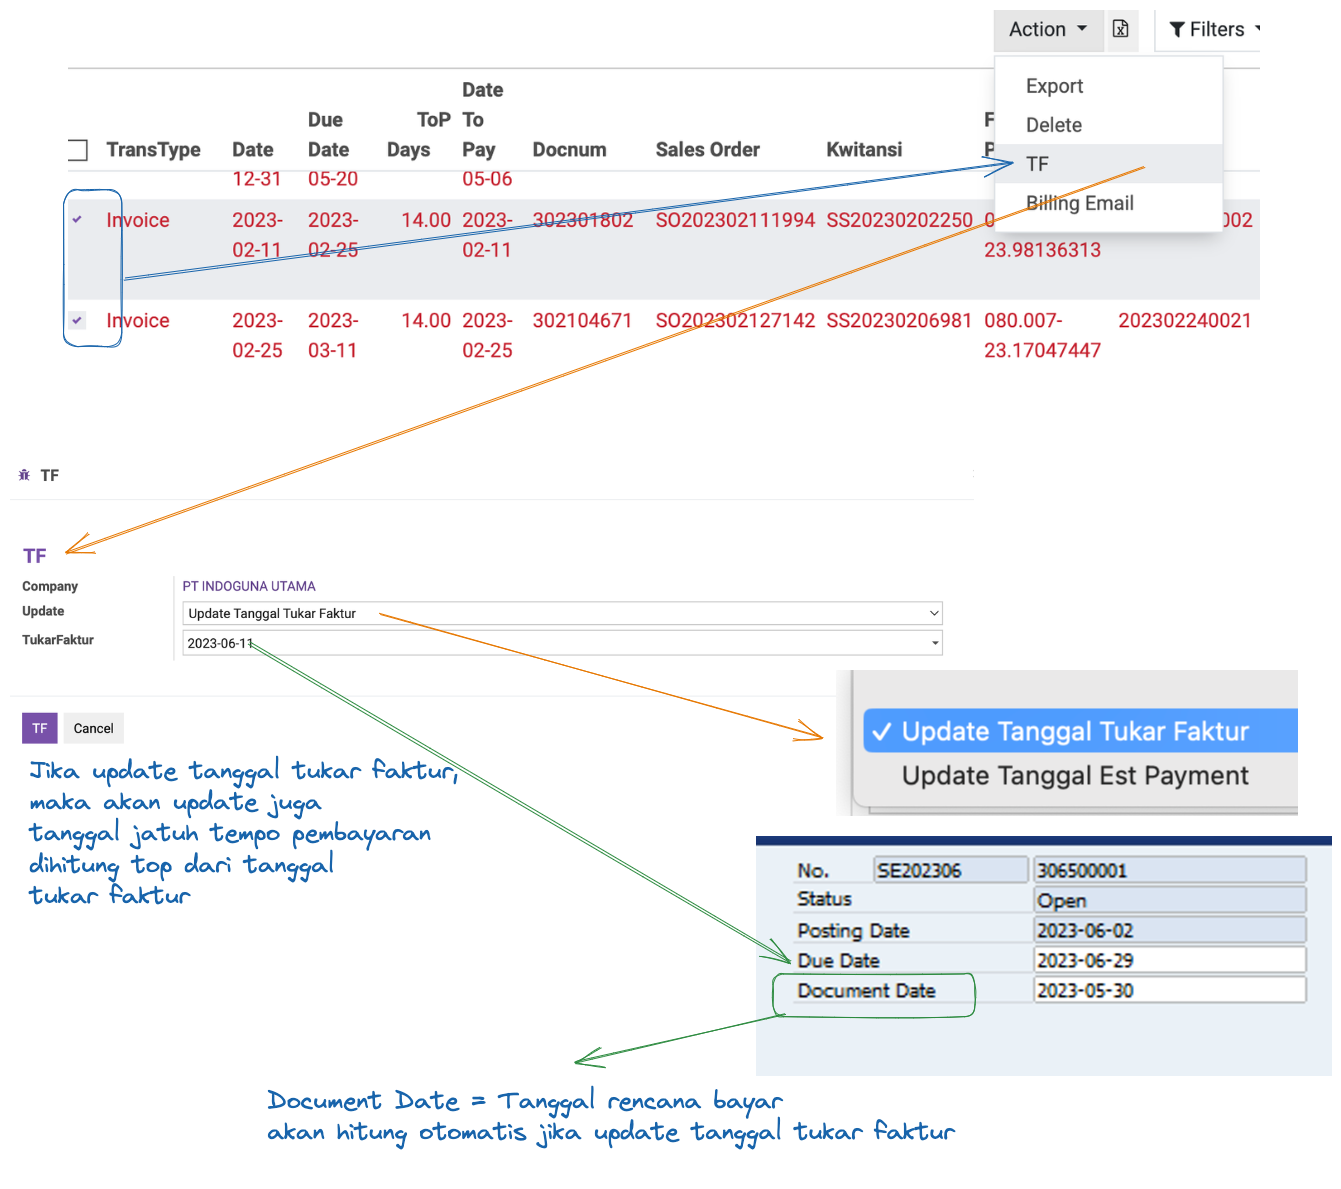 Action
Filters
Export
Delete
TF
Billing Email
TransType Date Due Date ToP Days Date To Pay Docnum Sales Order Kwitansi
12-31 05-20 05-06
Invoice 2023-02-11 2023-02-25 14.00 2023-02-11 302301802 SO202302111994 SS20230202250 23.98136313 002
Invoice 2023-02-25 2023-03-11 14.00 2023-02-25 302104671 SO202302127142 SS20230206981 080.007-23.17047447 202302240021
TF
TF
Company PT INDOGUNA UTAMA
Update Update Tanggal Tukar Faktur
TukarFaktur 2023-06-11
TF Cancel
Update Tanggal Tukar Faktur
Update Tanggal Est Payment
Jika update tanggal tukar faktur,
maka akan update juga
tanggal jatuh tempo pembayaran
dihitung top dari tanggal
tukar faktur
No. SE202306 306500001
Status Open
Posting Date 2023-06-02
Due Date 2023-06-29
Document Date 2023-05-30
Document Date = Tanggal rencana bayar
akan hitung otomatis jika update tanggal tukar faktur